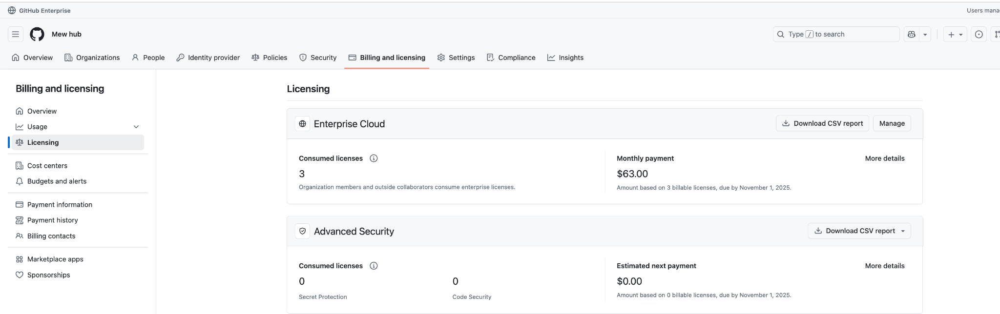 GitHub Enterprise
Users mana
Mew hub
Type / to search
Overview
Organizations
People
Identity provider
Policies
Security
Billing and licensing
Settings
Compliance
Insights
Billing and licensing
Overview
Usage
Licensing
Cost centers
Budgets and alerts
Payment information
Payment history
Billing contacts
Marketplace apps
Sponsorships
Licensing
Enterprise Cloud
Download CSV report
Manage
Consumed licenses
3
Organization members and outside collaborators consume enterprise licenses.
Monthly payment
More details
$63.00
Amount based on 3 billable licenses, due by November 1, 2025.
Advanced Security
Download CSV report
Consumed licenses
0
Secret Protection
0
Code Security
Estimated next payment
More details
$0.00
Amount based on 0 billable licenses, due by November 1, 2025.